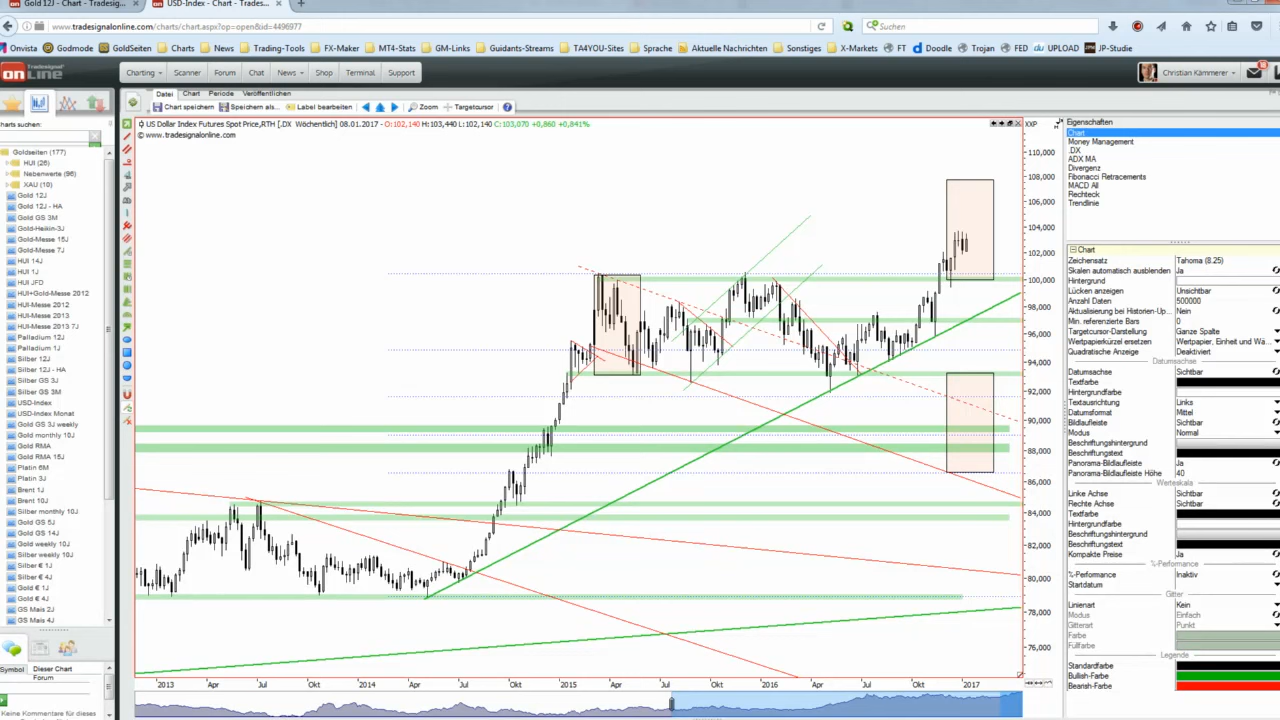 Gold 12J - Chart - Tradesig...
USD-Index - Chart - Trades...
www.tradesignalonline.com/charts/chart.aspx?op=open&id=4496977
Suchen
Onvista Godmode GoldSeiten Charts News Trading-Tools FX-Maker MT4-Stats GM-Links Guidants-Streams TA4YOU-Sites Sprache Aktuelle Nachrichten Sonstiges X-Markets FT Doodle Trojan FED UPLOAD JP-Studie
Tradesignal
onLine
Charting Scanner Forum Chat News Shop Terminal Support
Christian Kämmerer
Datei Chart Periode Veröffentlichen
Chart speichern Speichern als... Label bearbeiten Zoom Targetcursor
harts suchen:
Goldseiten (177)
HUI (26)
Nebenwerte (96)
XAU (10)
Gold 12J
Gold 12J - HA
Gold GS 3M
Gold-Heikin-3J
Gold-Messe 15J
Gold-Messe 7J
HUI 14J
HUI 1J
HUI JFD
HUI+Gold-Messe 2012
HUI-Messe 2012
HUI-Messe 2013
HUI-Messe 2013 7J
Palladium 12J
Palladium 1J
Silber 12J
Silber 12J - HA
Silber GS 3J
Silber GS 3M
USD-Index
USD-Index Monat
Gold GS 3J weekly
Gold monthly 10J
Gold RMA
Gold RMA 15J
Platin 6M
Platin 3J
Brent 1J
Brent 10J
Silber monthly 10J
Gold GS 5J
Gold GS 14J
Gold weekly 10J
Silber weekly 10J
Silber € 1J
Silber € 4J
Gold € 1J
Gold € 4J
GS Mais 2J
GS Mais 4J
Symbol Dieser Chart
Forum
Keine Kommentare für dieses
US Dollar Index Futures Spot Price,RTH [.DX Wöchentlich] 08.01.2017 O:102,140 H:103,440 L:102,140 C:103,070 +0,860 +0,841%
© www.tradesignalonline.com
XXP
110,000
108,000
106,000
104,000
102,000
100,000
98,000
96,000
94,000
92,000
90,000
88,000
86,000
84,000
82,000
80,000
78,000
76,000
2013 Apr Jul Okt 2014 Apr Jul Okt 2015 Apr Jul Okt 2016 Apr Jul Okt 2017
Eigenschaften
Chart
Money Management
.DX
ADX MA
Divergenz
Fibonacci Retracements
MACD All
Rechteck
Trendlinie
Chart
Zeichensatz Tahoma (8.25)
Skalen automatisch ausblenden Ja
Hintergrund
Lücken anzeigen Unsichtbar
Anzahl Daten 500000
Aktualisierung bei Historien-Up... Nein
Min. referenzierte Bars 0
Targetcursor-Darstellung Ganze Spalte
Wertpapierkürzel ersetzen Wertpapier, Einheit und Wä...
Quadratische Anzeige Deaktiviert
Datumsachse
Datumsachse Sichtbar
Textfarbe
Hintergrundfarbe
Textausrichtung Links
Datumsformat Mittel
Bildlaufleiste Sichtbar
Modus Normal
Beschriftungshintergrund
Beschriftungstext
Panorama-Bildlaufleiste Ja
Panorama-Bildlaufleiste Höhe 40
Werteskala
Linke Achse Sichtbar
Rechte Achse Sichtbar
Textfarbe
Hintergrundfarbe
Beschriftungshintergrund
Beschriftungstext
Kompakte Preise Ja
%-Performance
%-Performance Inaktiv
Startdatum
Gitter
Linienart Kein
Modus Einfach
Gitterart Punkt
Farbe
Füllfarbe
Legende
Standardfarbe
Bullish-Farbe
Bearish-Farbe